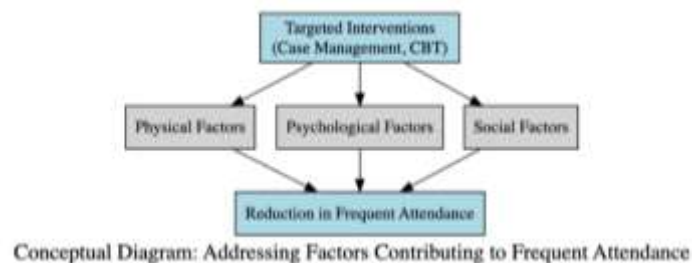 Targeted Interventions
(Case Management, CBT)
Physical Factors
Psychological Factors
Social Factors
Reduction in Frequent Attendance
Conceptual Diagram: Addressing Factors Contributing to Frequent Attendance